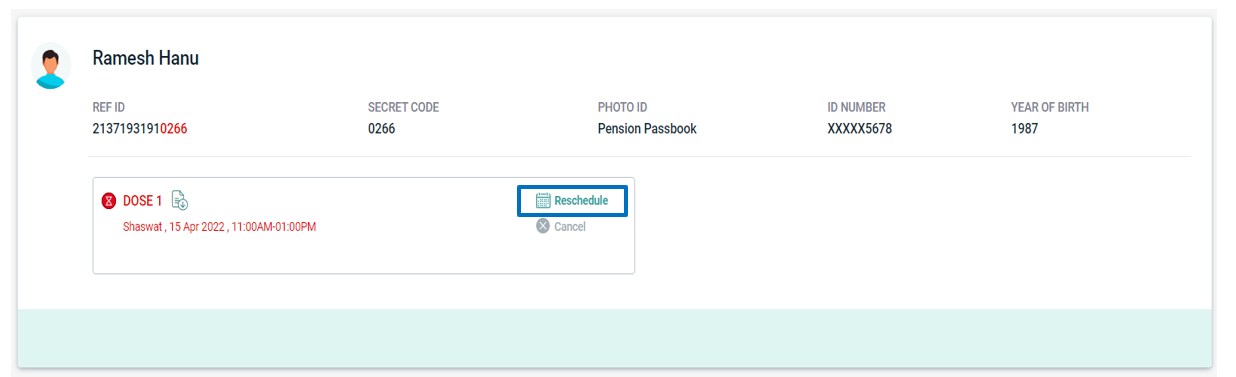 Ramesh Hanu
REF ID SECRET CODE PHOTO ID ID NUMBER YEAR OF BIRTH
21371931910266 0266 Pension Passbook XXXXX5678 1987
DOSE 1 Reschedule
Shaswat , 15 Apr 2022 , 11:00AM-01:00PM Cancel